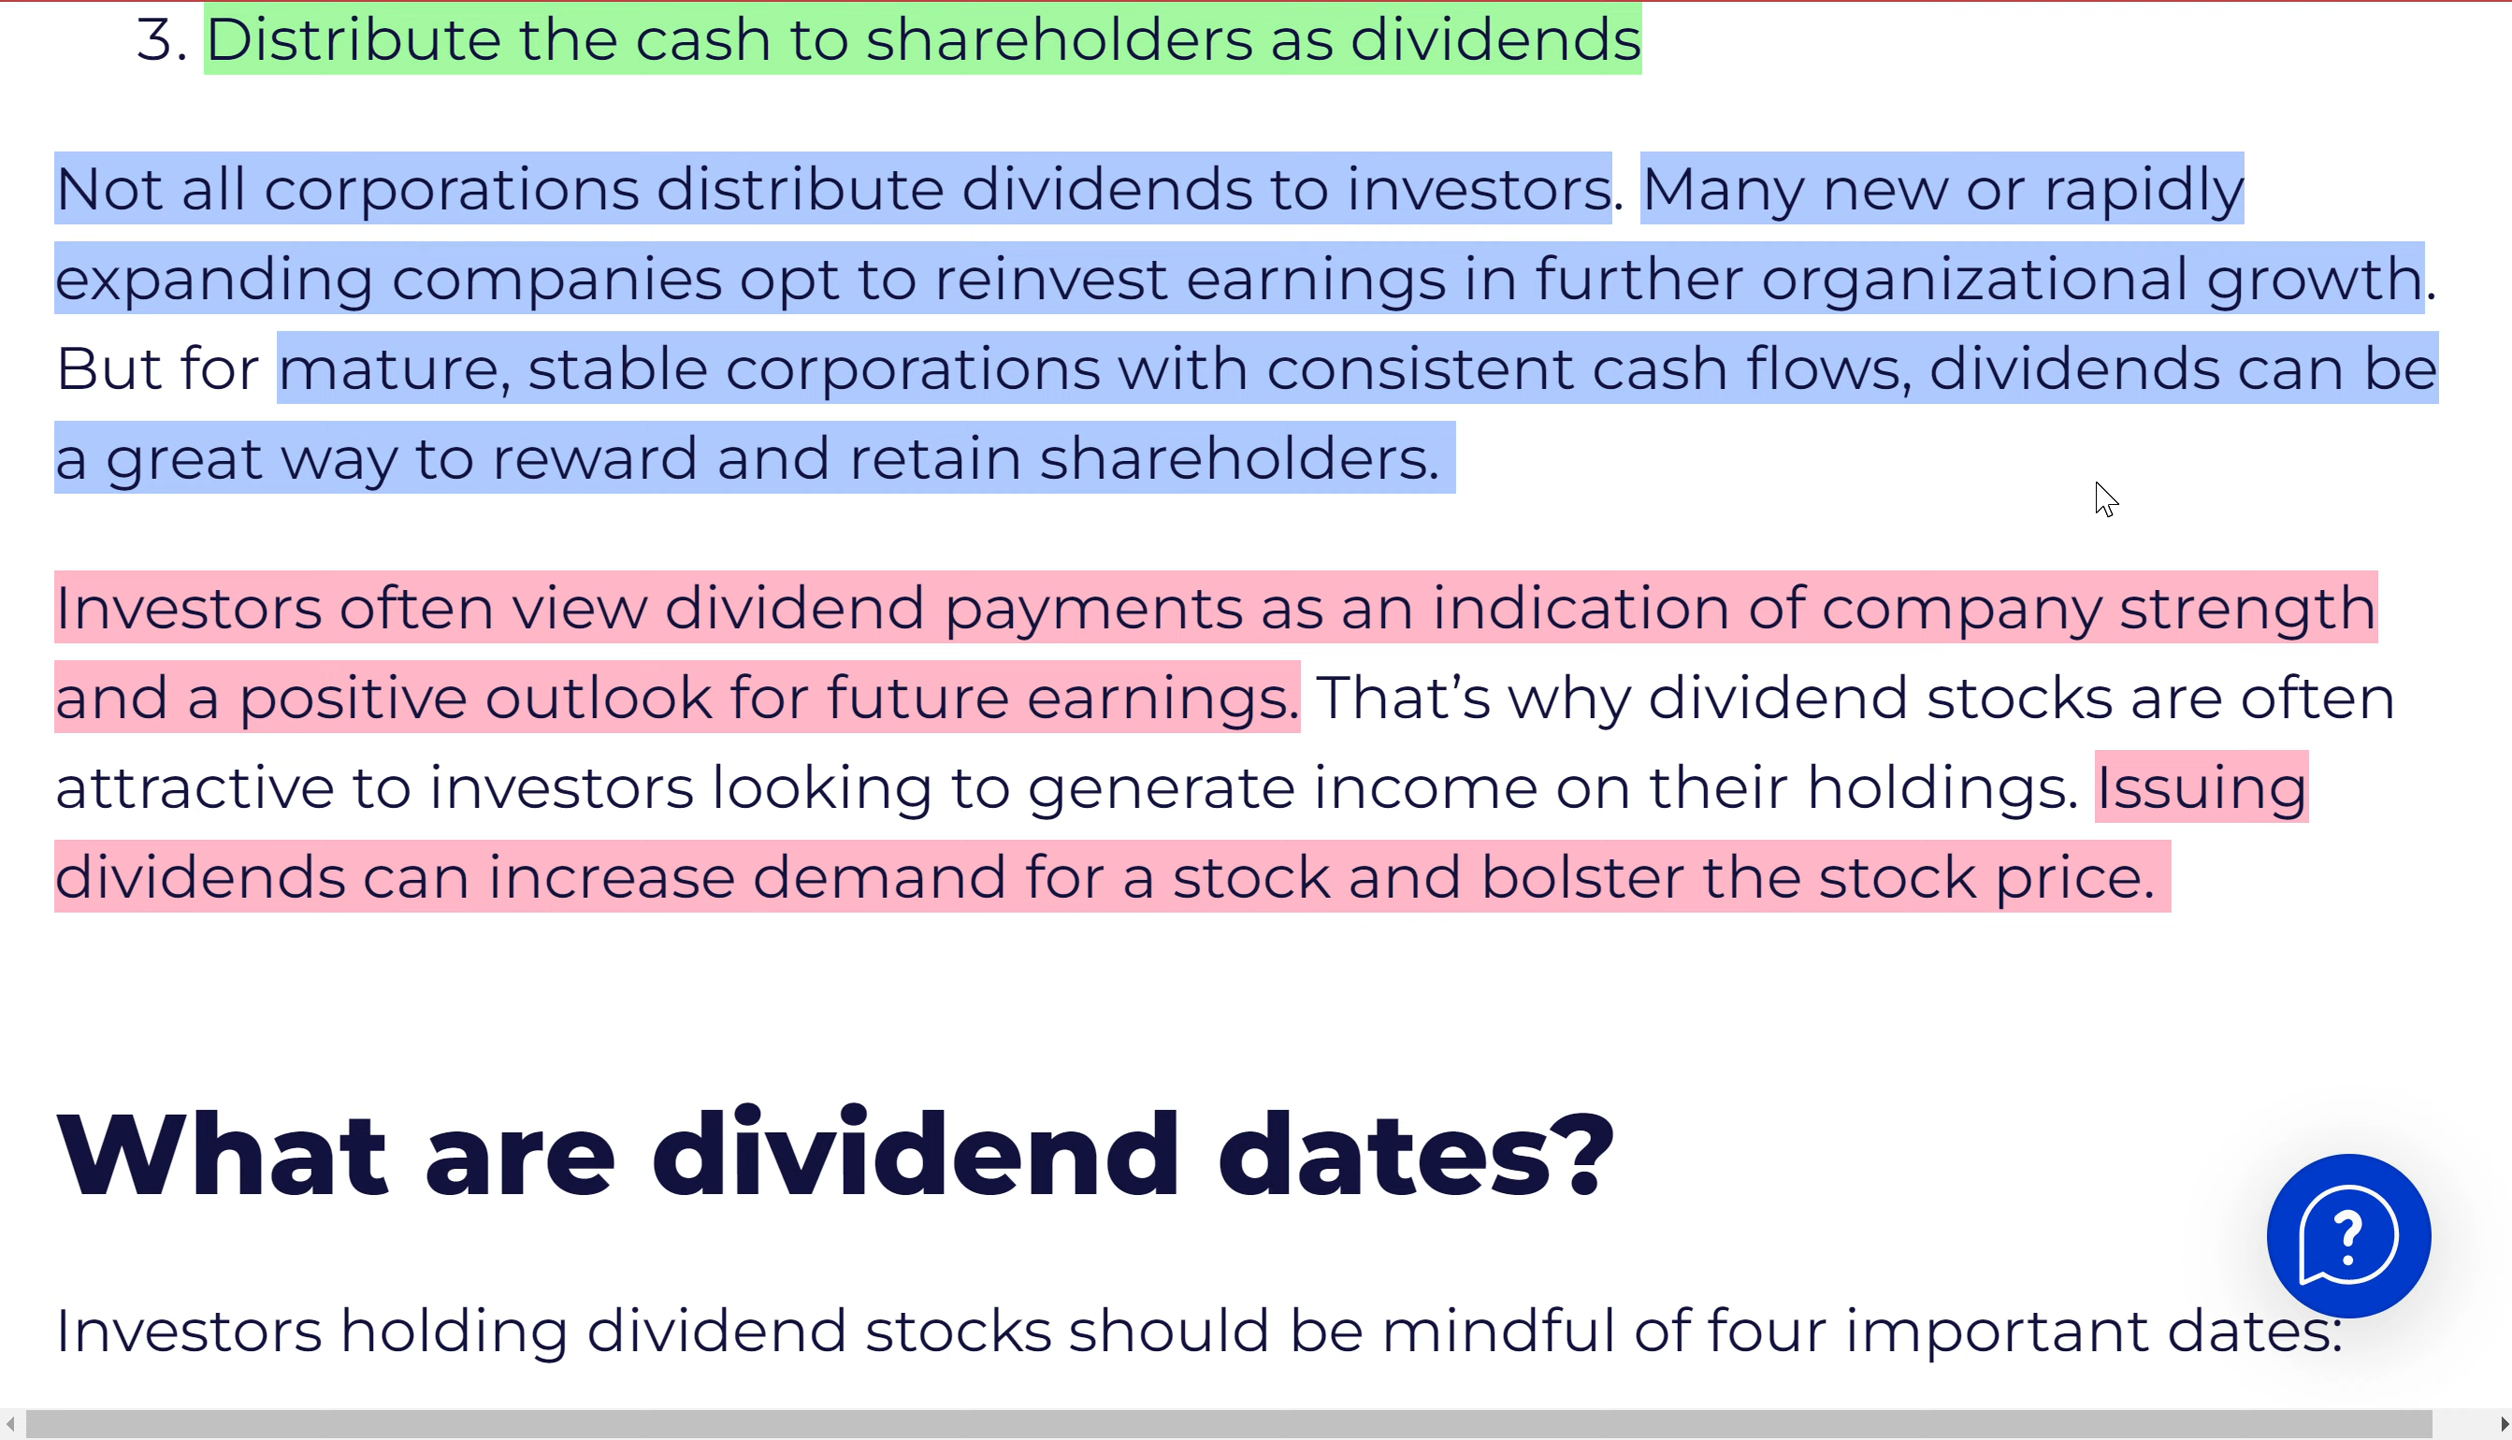 3. Distribute the cash to shareholders as dividends
Not all corporations distribute dividends to investors. Many new or rapidly
expanding companies opt to reinvest earnings in further organizational growth.
But for mature, stable corporations with consistent cash flows, dividends can be
a great way to reward and retain shareholders.
Investors often view dividend payments as an indication of company strength
and a positive outlook for future earnings. That’s why dividend stocks are often
attractive to investors looking to generate income on their holdings. Issuing
dividends can increase demand for a stock and bolster the stock price.
What are dividend dates?
?
Investors holding dividend stocks should be mindful of four important dates: